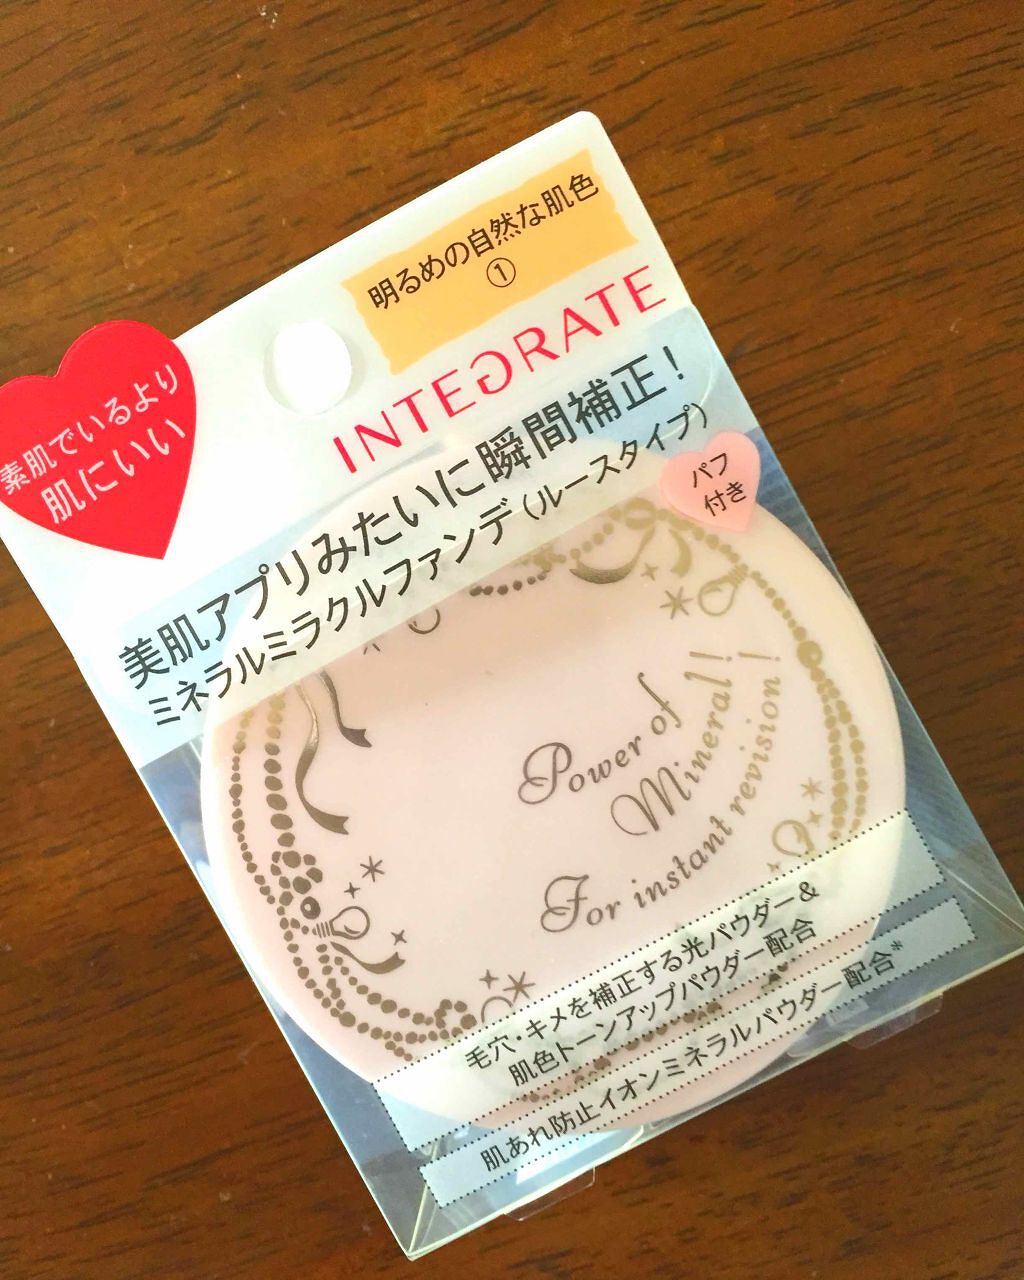 明るめの自然な肌色
①
INTEGRATE
素肌でいるより
肌にいい
美肌アプリみたいに瞬間補正！
ミネラルミラクルファンデ（ルースタイプ）
パフ
付き
Power of
Mineral!
For instant revision!
毛穴・キメを補正する光パウダー＆
肌色トーンアップパウダー配合
肌あれ防止イオンミネラルパウダー配合*